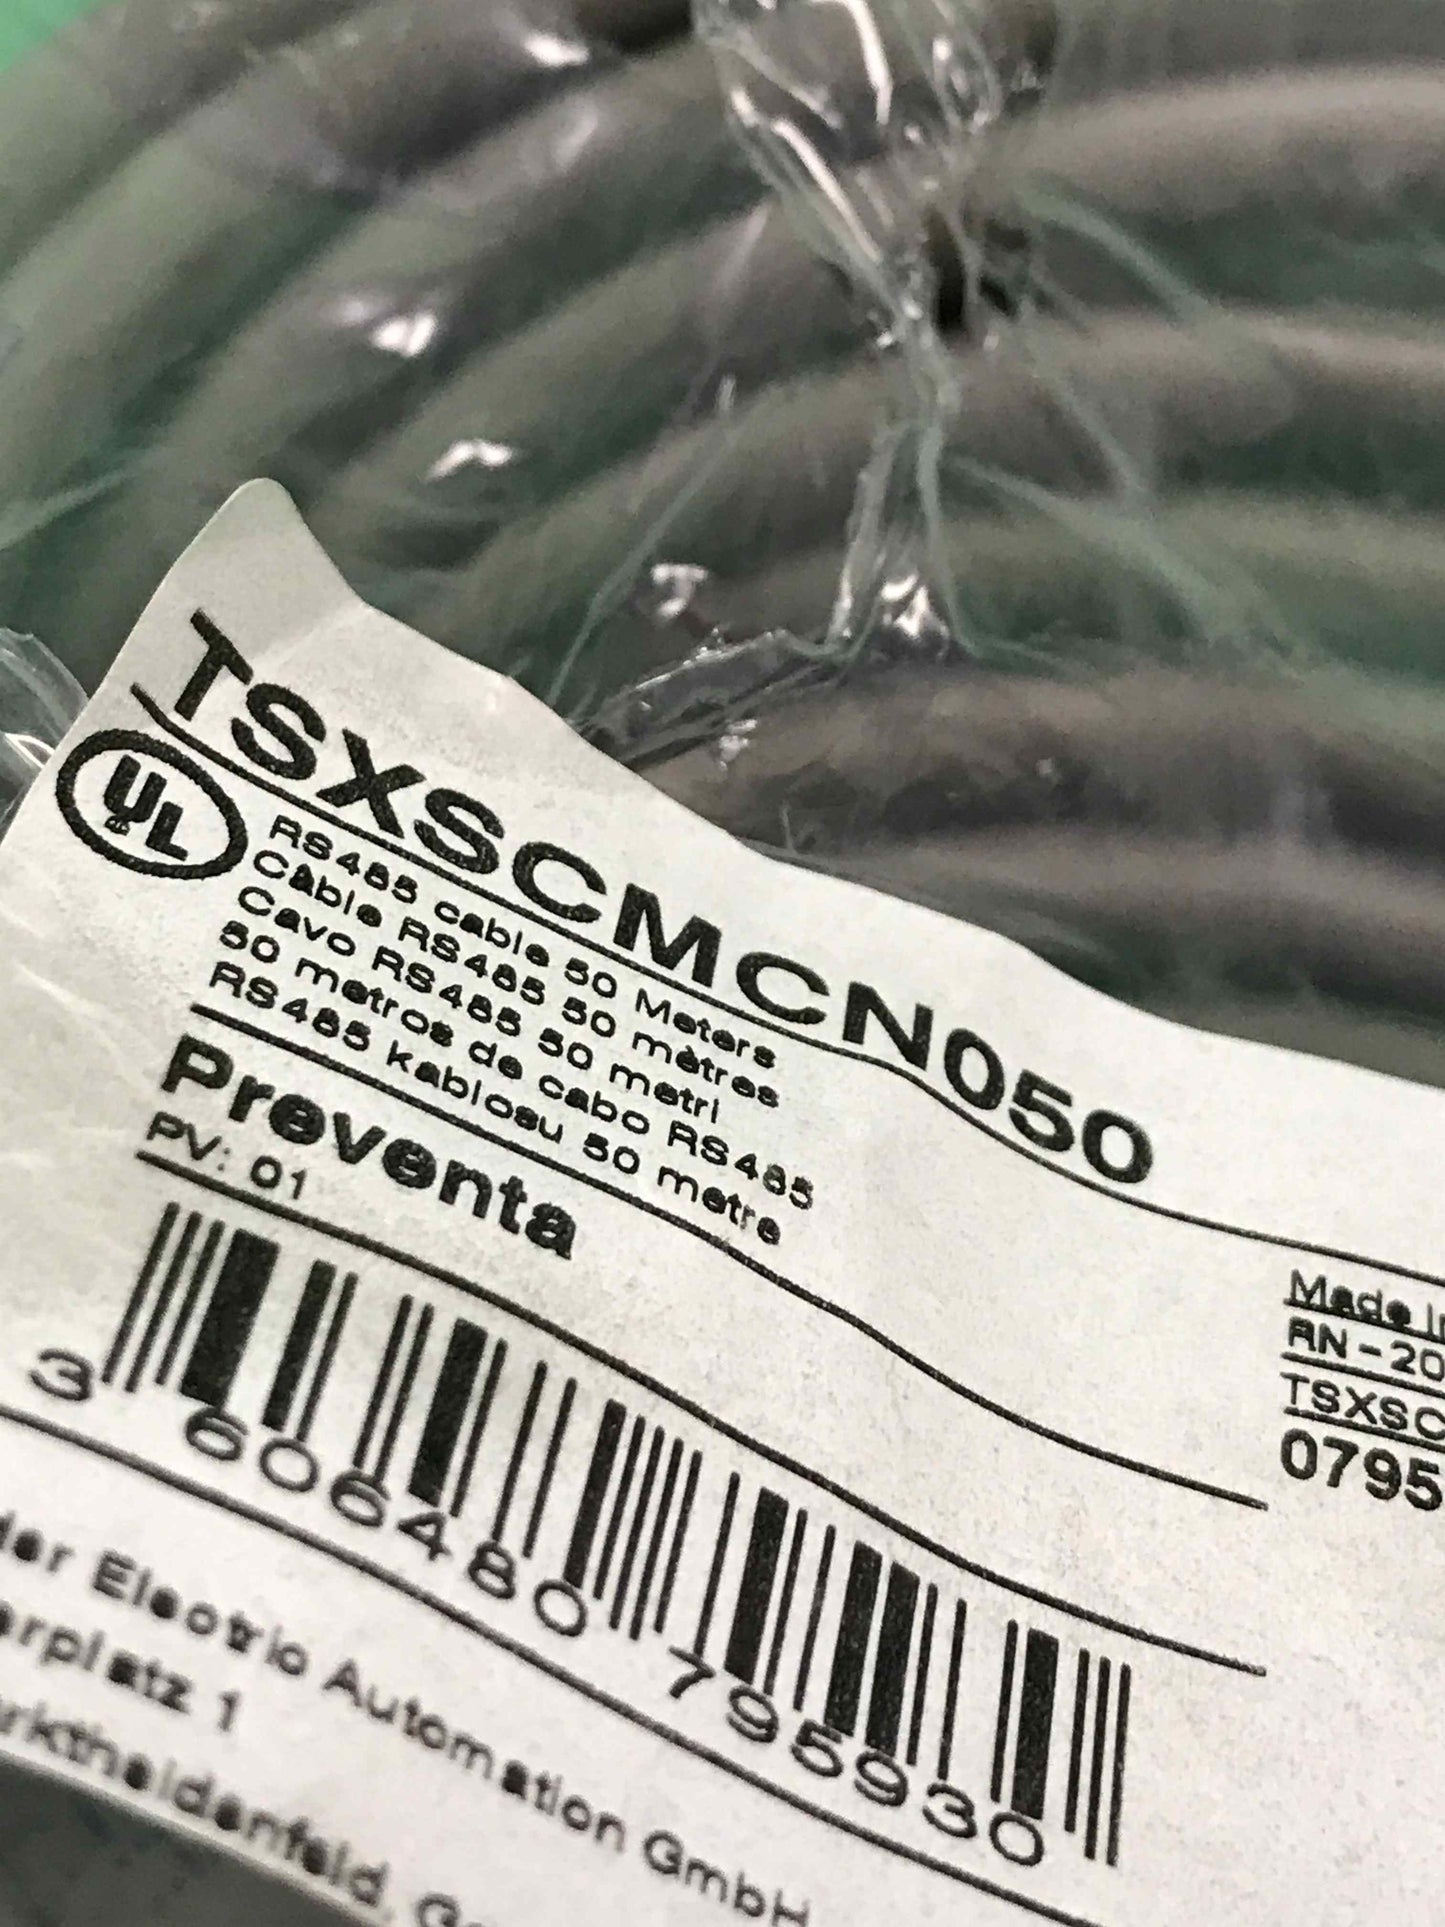 TSXSCMCN050
UL
RS485 cable 50 Meters
Câble RS485 50 mètres
Cavo RS485 50 metri
50 metros de cabo RS485
RS485 kablosu 50 metre
Preventa
PV: 01
3 606480 795930
Made in
RN-20
TSXSC
0795
der Electric Automation GmbH
erplatz 1
rktheidenfeld, G